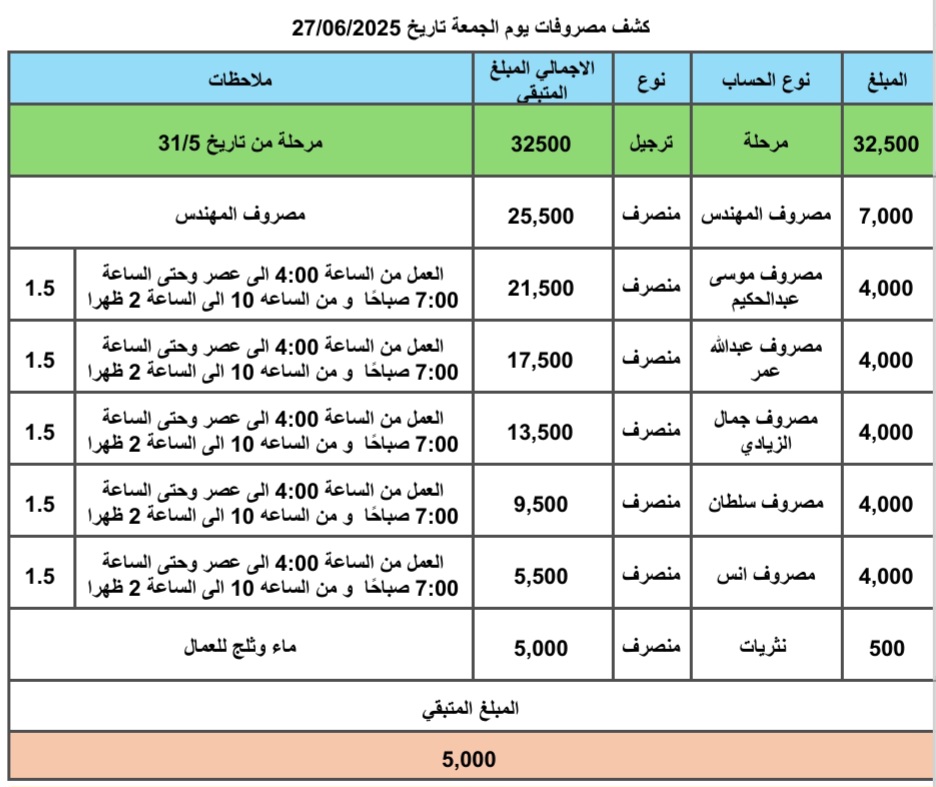 كشف مصروفات يوم الجمعة تاريخ 27/06/2025
المبلغ نوع الحساب نوع الاجمالي المبلغ المتبقي ملاحظات
32,500 مرحلة ترجيل 32500 مرحلة من تاريخ 31/5
7,000 مصروف المهندس منصرف 25,500 مصروف المهندس
4,000 مصروف موسى عبدالحكيم منصرف 21,500 العمل من الساعة 4:00 الى عصر وحتى الساعة 7:00 صباحًا و من الساعه 10 الى الساعة 2 ظهرا 1.5
4,000 مصروف عبدالله عمر منصرف 17,500 العمل من الساعة 4:00 الى عصر وحتى الساعة 7:00 صباحًا و من الساعه 10 الى الساعة 2 ظهرا 1.5
4,000 مصروف جمال الزيادي منصرف 13,500 العمل من الساعة 4:00 الى عصر وحتى الساعة 7:00 صباحًا و من الساعه 10 الى الساعة 2 ظهرا 1.5
4,000 مصروف سلطان منصرف 9,500 العمل من الساعة 4:00 الى عصر وحتى الساعة 7:00 صباحًا و من الساعه 10 الى الساعة 2 ظهرا 1.5
4,000 مصروف انس منصرف 5,500 العمل من الساعة 4:00 الى عصر وحتى الساعة 7:00 صباحًا و من الساعه 10 الى الساعة 2 ظهرا 1.5
500 نثريات منصرف 5,000 ماء وثلج للعمال
المبلغ المتبقي
5,000